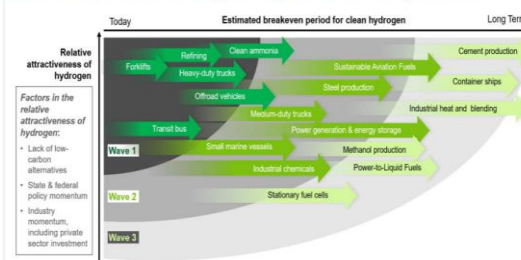 Today
Estimated breakeven period for clean hydrogen
Long Ter
Relative
attractiveness of
hydrogen
Factors in the
relative
attractiveness of
hydrogen:
• Lack of low-
carbon
alternatives
• State & federal
policy momentum
• Industry
momentum,
including private
sector investment
Refining
Clean ammonia
Cement production
Forklifts
Heavy-duty trucks
Sustainable Aviation Fuels
Steel production
Container ships
Offroad vehicles
Industrial heat and blending
Medium-duty trucks
Transit bus
Power generation & energy storage
Wave 1
Small marine vessels
Methanol production
Industrial chemicals
Power-to-Liquid Fuels
Wave 2
Stationary fuel cells
Wave 3